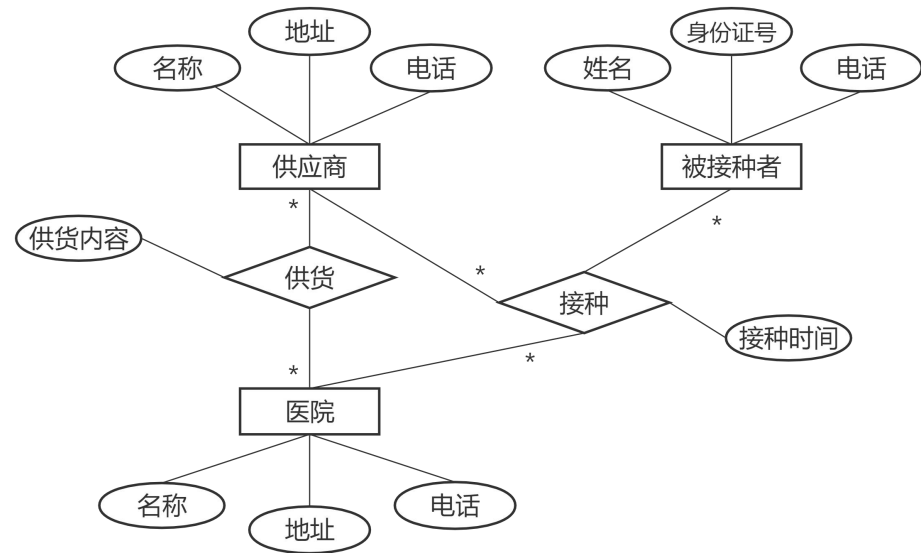 地址
身份证号
名称
电话
姓名
电话
供应商
被接种者
*
*
供货内容
供货
*
接种
接种时间
*
*
医院
名称
地址
电话